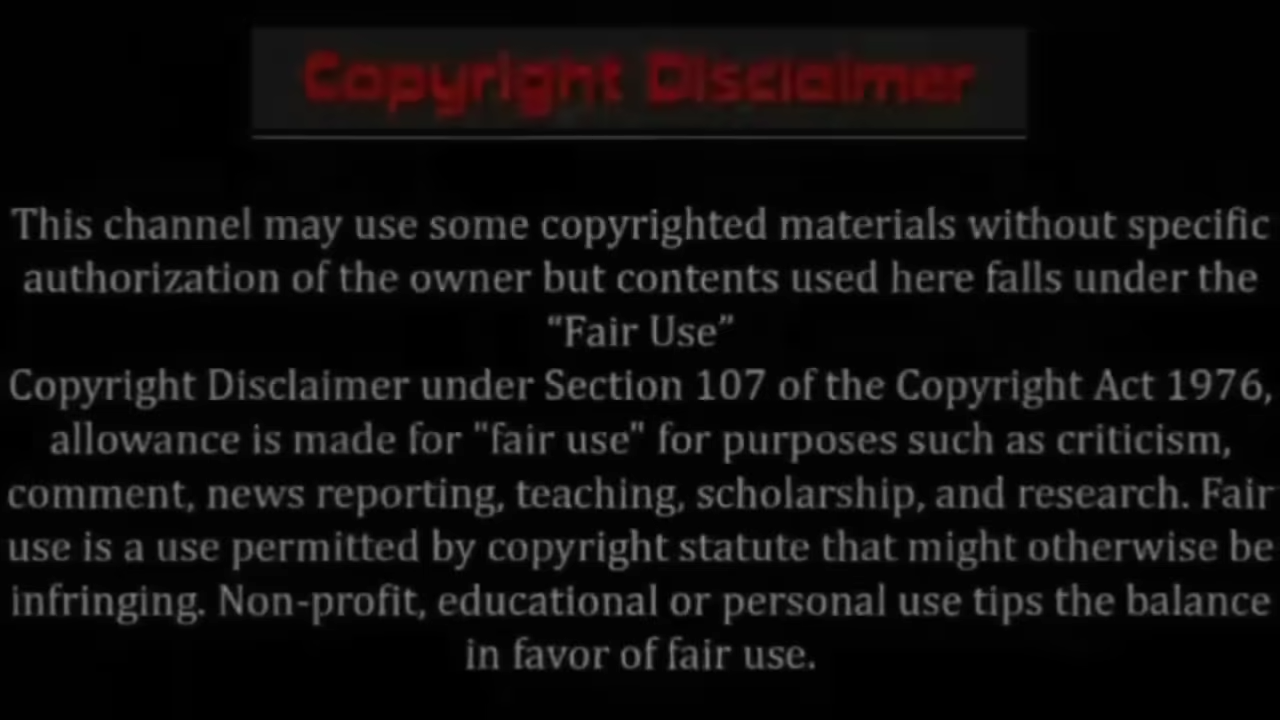 Copyright Disclaimer
This channel may use some copyrighted materials without specific
authorization of the owner but contents used here falls under the
“Fair Use”
Copyright Disclaimer under Section 107 of the Copyright Act 1976,
allowance is made for "fair use" for purposes such as criticism,
comment, news reporting, teaching, scholarship, and research. Fair
use is a use permitted by copyright statute that might otherwise be
infringing. Non-profit, educational or personal use tips the balance
in favor of fair use.